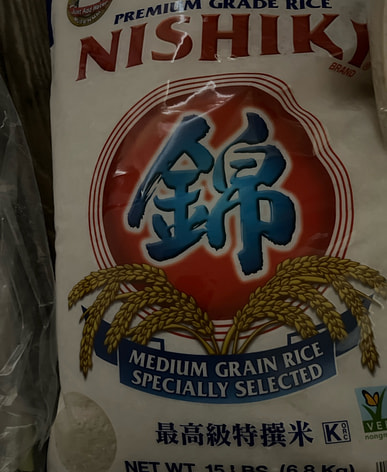 PREMIUM GRADE RICE
NISHIKI
BRAND
錦
MEDIUM GRAIN RICE
SPECIALLY SELECTED
最高級特撰米
K
ORC
NET WT. 15 LBS. (6.8 Kg)